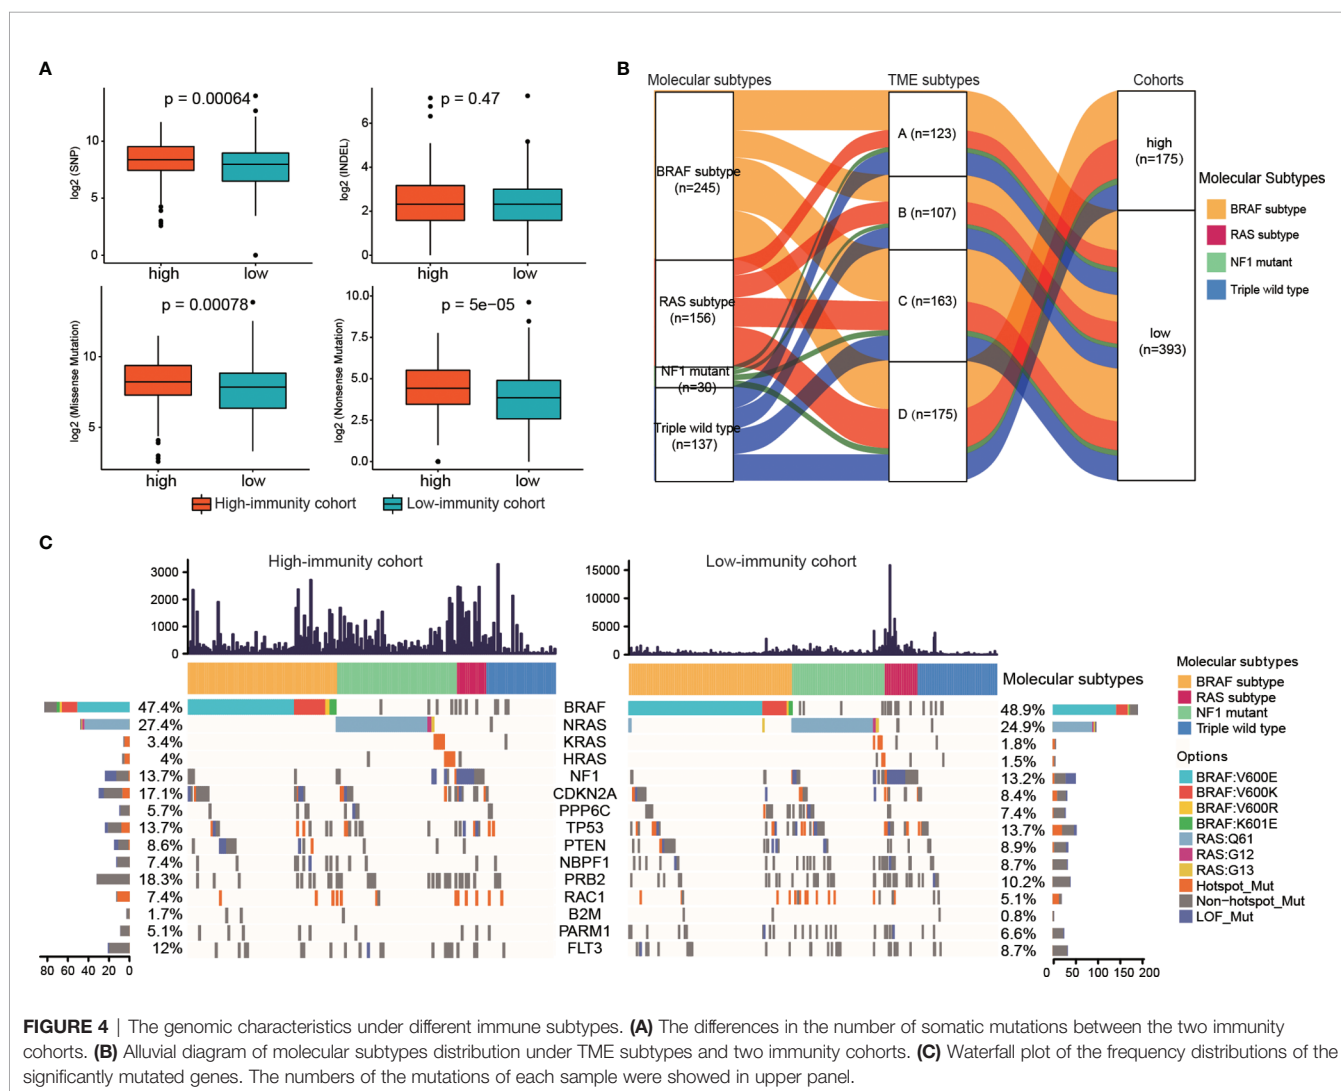 A
p = 0.00064
log2 (SNP)
10
5
0
high low
p = 0.47
log2 (INDEL)
6
4
2
0
high low
p = 0.00078
log2 (Missense Mutation)
10
5
high low
p = 5e−05
log2 (Nonsense Mutation)
10.0
7.5
5.0
2.5
0.0
high low
High-immunity cohort Low-immunity cohort
B
Molecular subtypes TME subtypes Cohorts
BRAF subtype
(n=245)
RAS subtype
(n=156)
NF1 mutant
(n=30)
Triple wild type
(n=137)
A (n=123)
B (n=107)
C (n=163)
D (n=175)
high
(n=175)
low
(n=393)
Molecular Subtypes
BRAF subtype
RAS subtype
NF1 mutant
Triple wild type
C
High-immunity cohort Low-immunity cohort
3000
2000
1000
0
15000
10000
5000
0
Molecular subtypes
47.4% BRAF 48.9%
27.4% NRAS 24.9%
3.4% KRAS 1.8%
4% HRAS 1.5%
13.7% NF1 13.2%
17.1% CDKN2A 8.4%
5.7% PPP6C 7.4%
13.7% TP53 13.7%
8.6% PTEN 8.9%
7.4% NBPF1 8.7%
18.3% PRB2 10.2%
7.4% RAC1 5.1%
1.7% B2M 0.8%
5.1% PARM1 6.6%
12% FLT3 8.7%
80 60 40 20 0
0 50 100 150 200
Molecular subtypes
BRAF subtype
RAS subtype
NF1 mutant
Triple wild type
Options
BRAF:V600E
BRAF:V600K
BRAF:V600R
BRAF:K601E
RAS:Q61
RAS:G12
RAS:G13
Hotspot_Mut
Non-hotspot_Mut
LOF_Mut
FIGURE 4 | The genomic characteristics under different immune subtypes. (A) The differences in the number of somatic mutations between the two immunity
cohorts. (B) Alluvial diagram of molecular subtypes distribution under TME subtypes and two immunity cohorts. (C) Waterfall plot of the frequency distributions of the
significantly mutated genes. The numbers of the mutations of each sample were showed in upper panel.